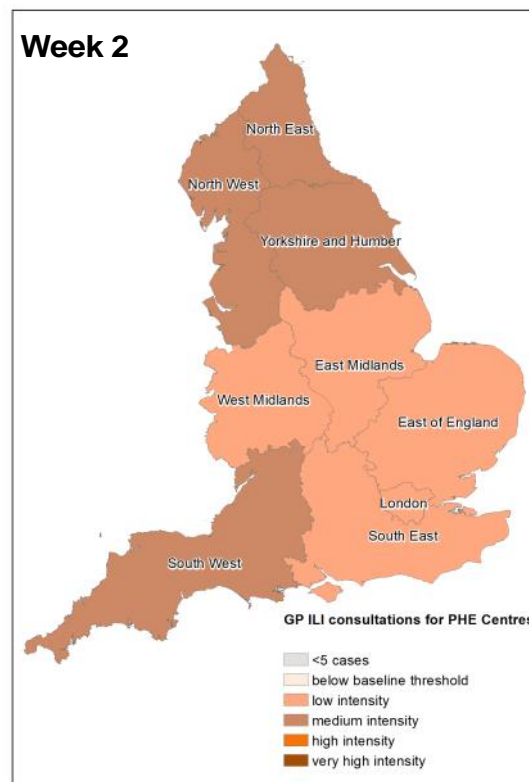 Week 2
North East
North West
Yorkshire and Humber
East Midlands
West Midlands
East of England
London
South East
South West
GP ILI consultations for PHE Centres
<5 cases
below baseline threshold
low intensity
medium intensity
high intensity
very high intensity